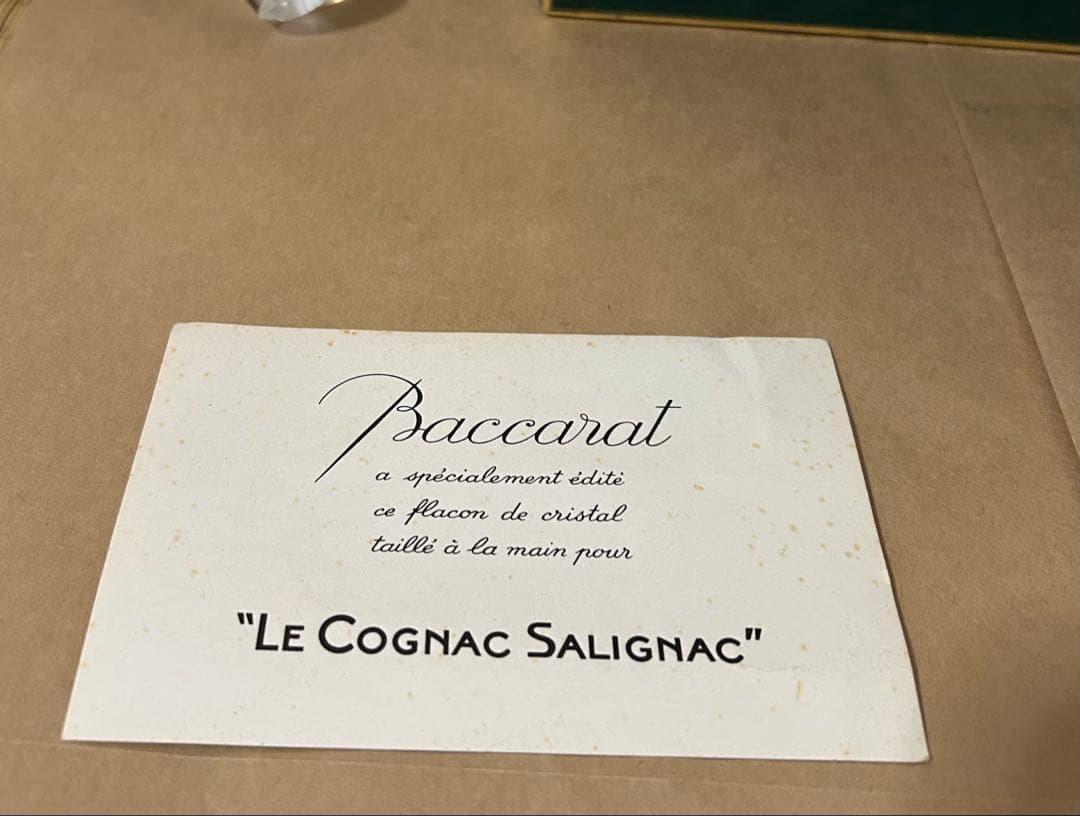 Baccarat
a spécialement édité
ce flacon de cristal
taillé à la main pour
"LE COGNAC SALIGNAC"